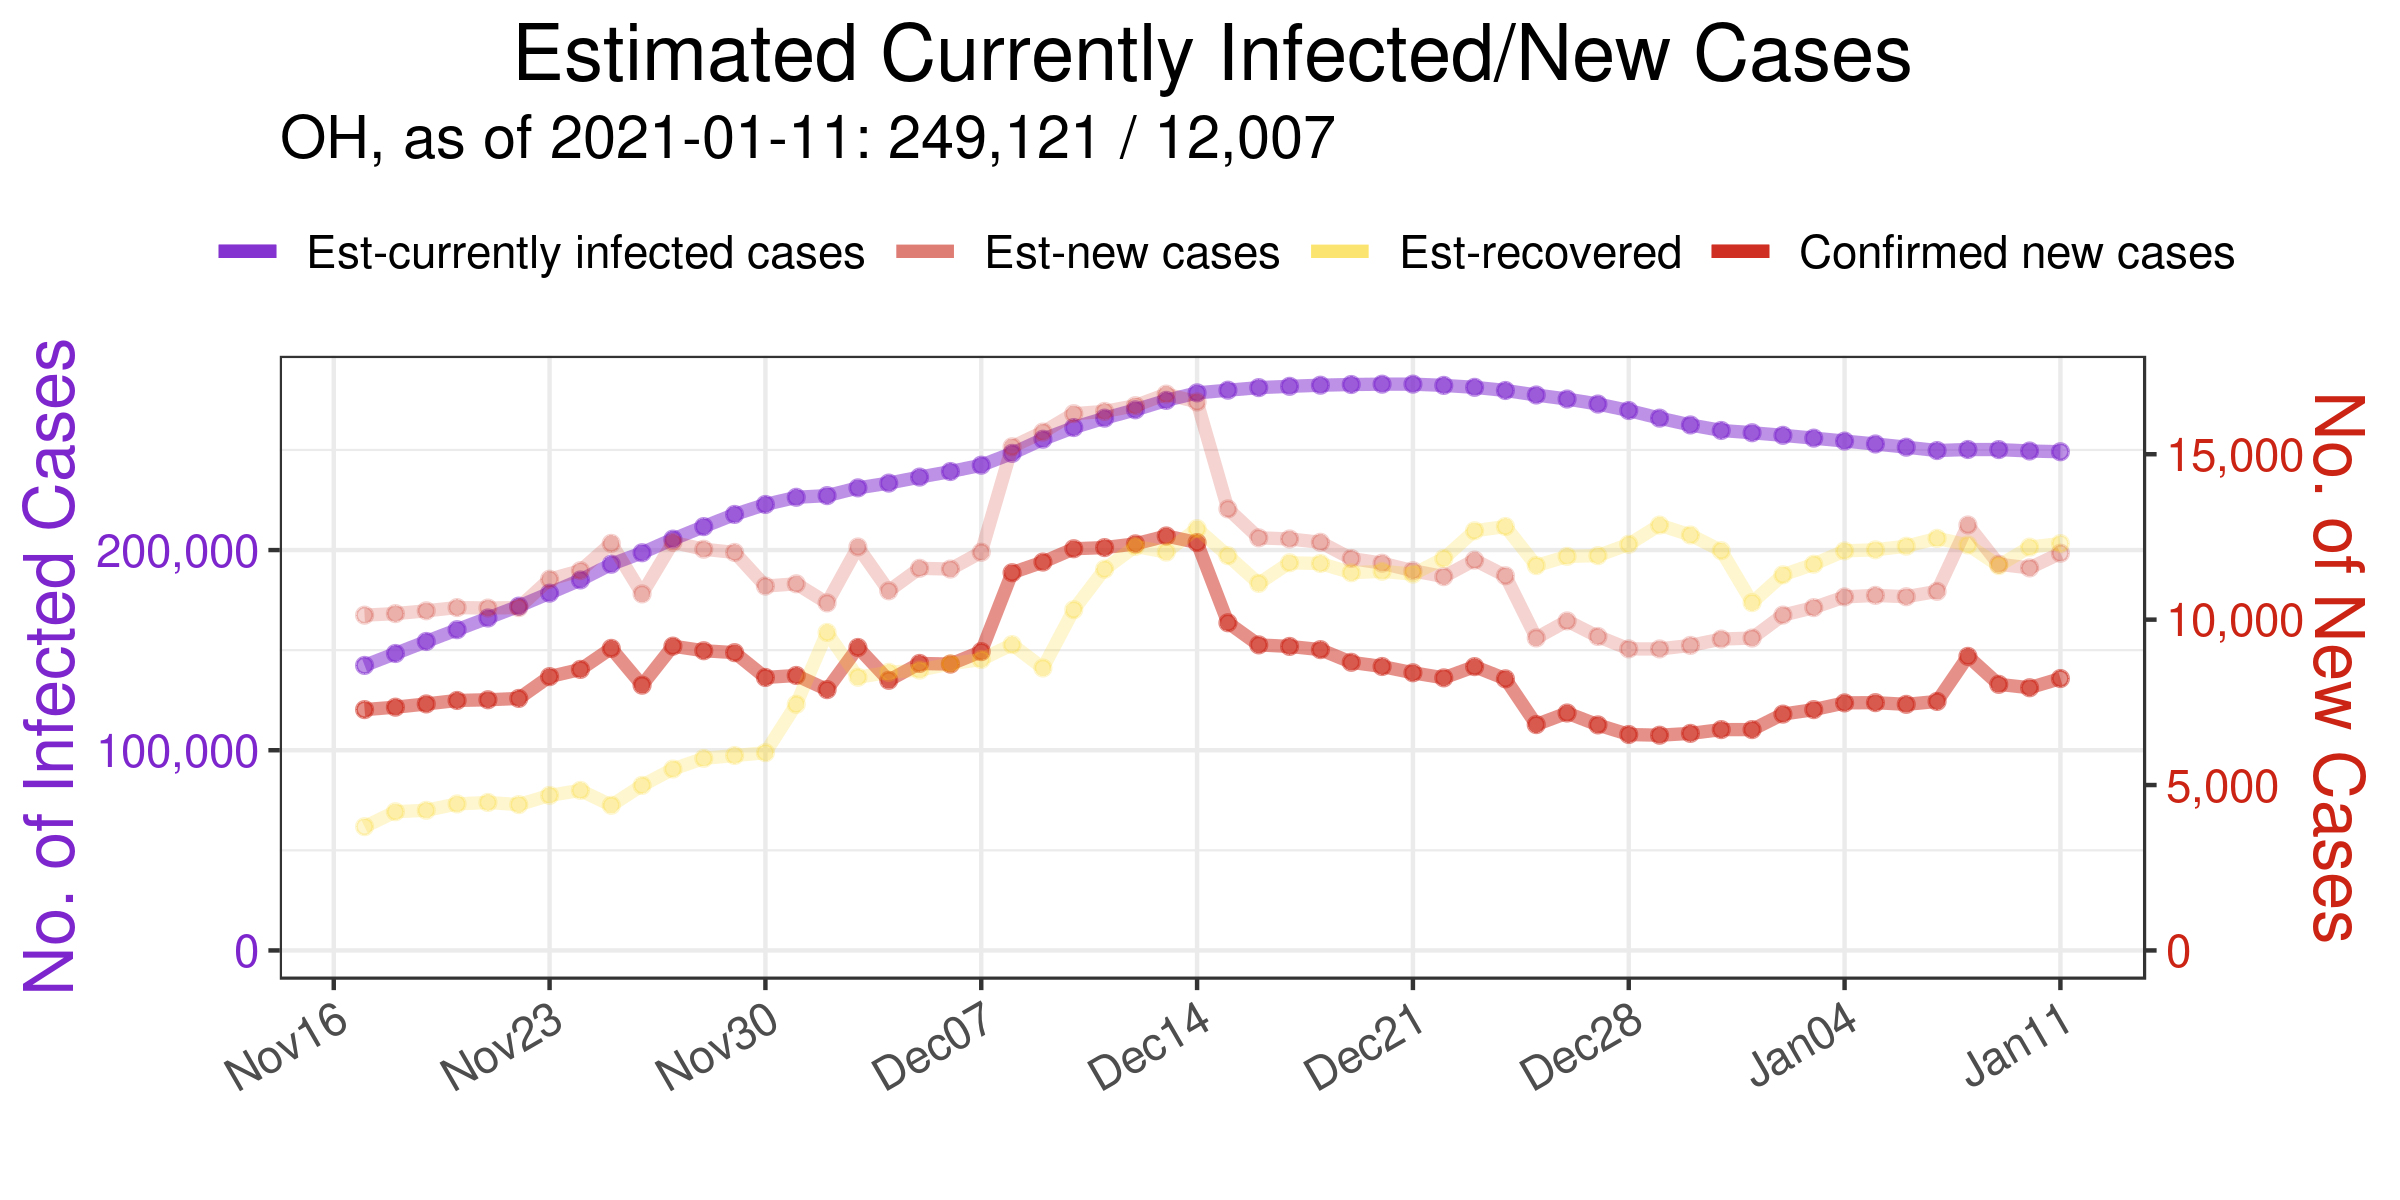 Estimated Currently Infected/New Cases
OH, as of 2021-01-11: 249,121 / 12,007
Est-currently infected cases Est-new cases Est-recovered Confirmed new cases
No. of Infected Cases
200,000
100,000
0
No. of New Cases
15,000
10,000
5,000
0
Nov16 Nov23 Nov30 Dec07 Dec14 Dec21 Dec28 Jan04 Jan11